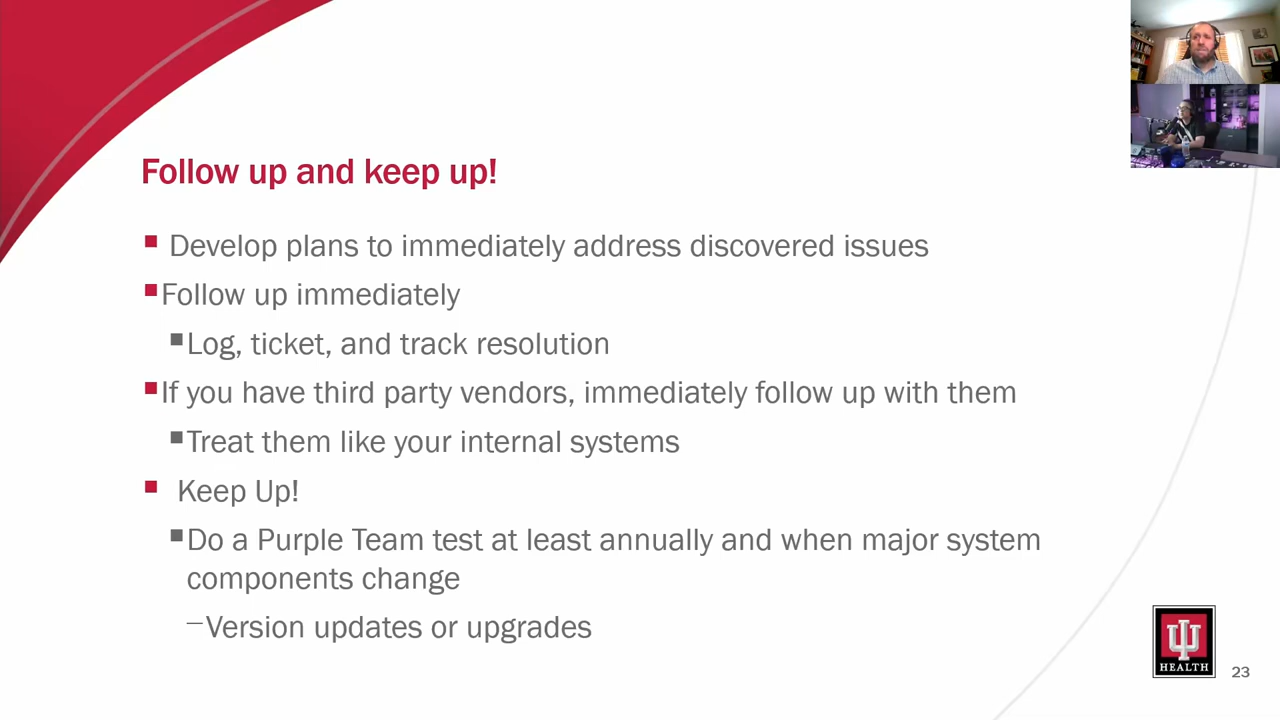 Follow up and keep up!
Develop plans to immediately address discovered issues
Follow up immediately
Log, ticket, and track resolution
If you have third party vendors, immediately follow up with them
Treat them like your internal systems
Keep Up!
Do a Purple Team test at least annually and when major system
components change
–Version updates or upgrades
HEALTH
23